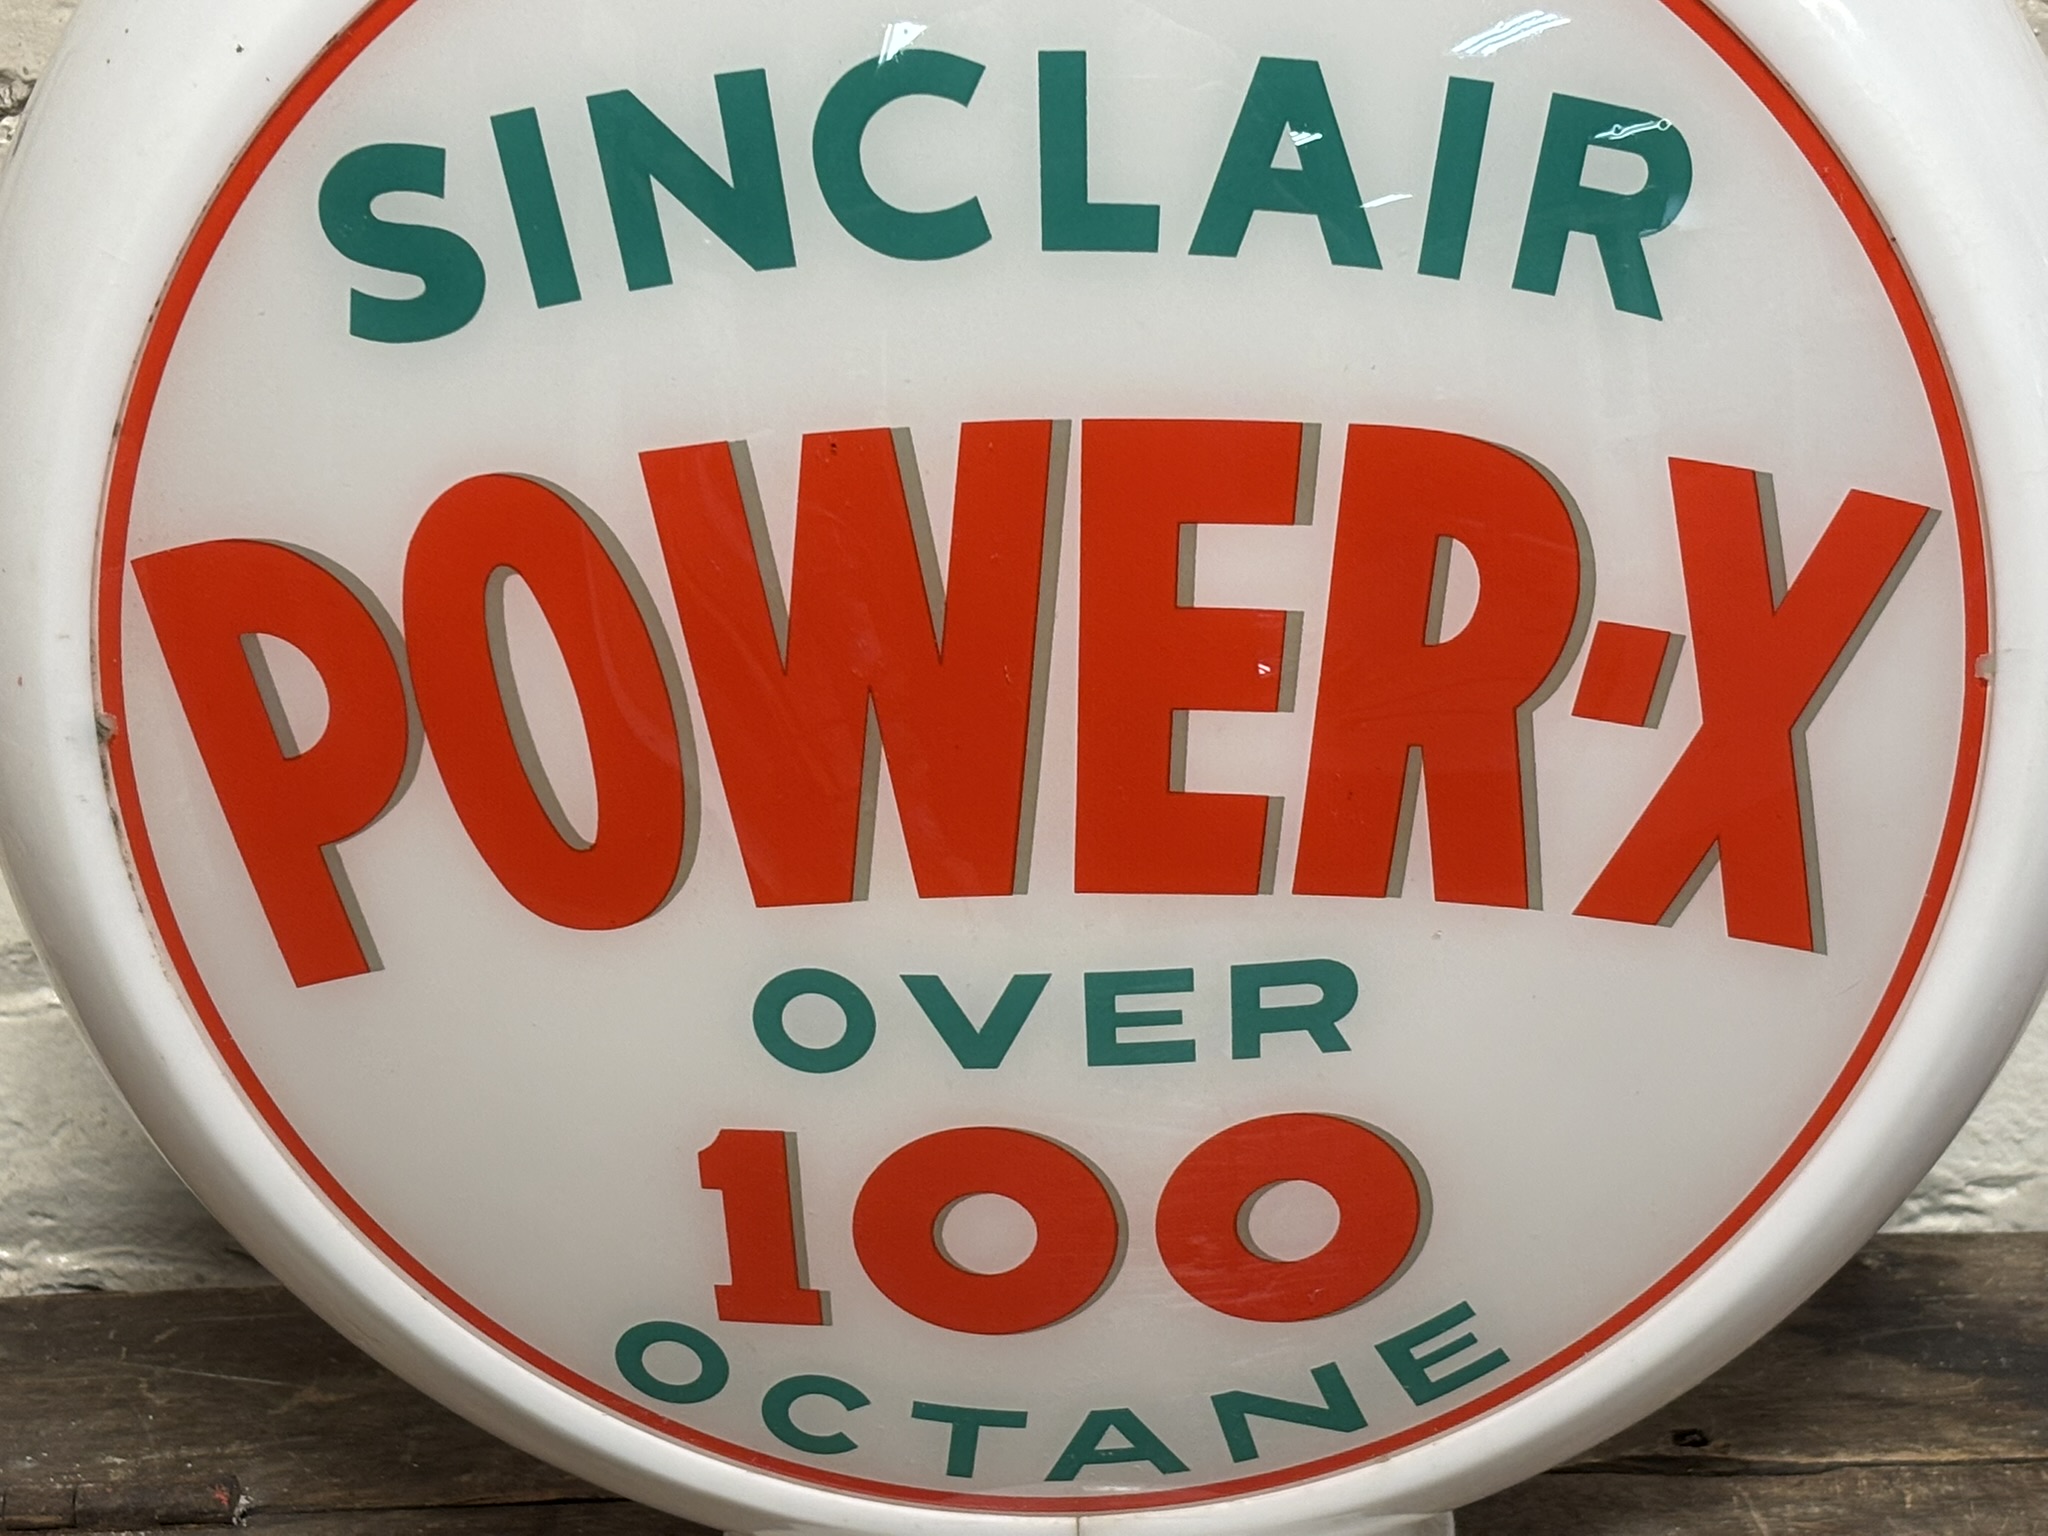 SINCLAIR
POWER-X
OVER
100
OCTANE